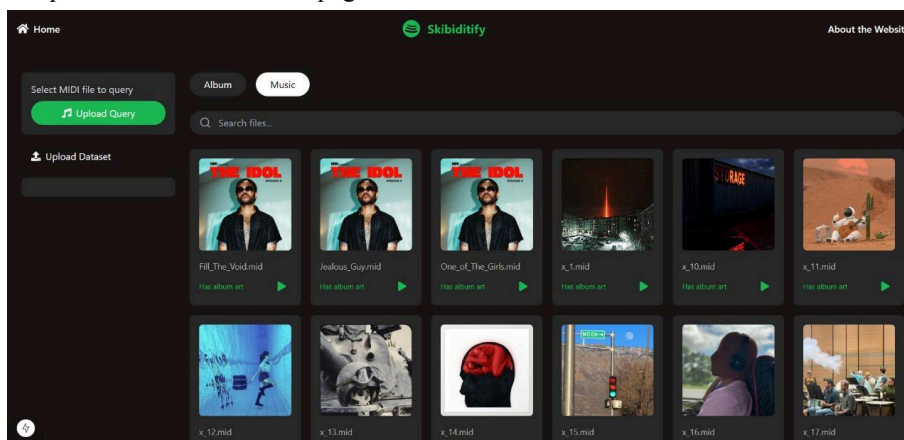 Home
Skibiditify
About the Websit
Select MIDI file to query
Upload Query
Upload Dataset
Album
Music
Search files...
THE IDOL
THE IDOL
THE IDOL
STORAGE
Fill_The_Void.mid
Jealous_Guy.mid
One_of_The_Girls.mid
x_1.mid
x_10.mid
x_11.mid
Has album art
Has album art
Has album art
Has album art
Has album art
Has album art
MOON
x_12.mid
x_13.mid
x_14.mid
x_15.mid
x_16.mid
x_17.mid